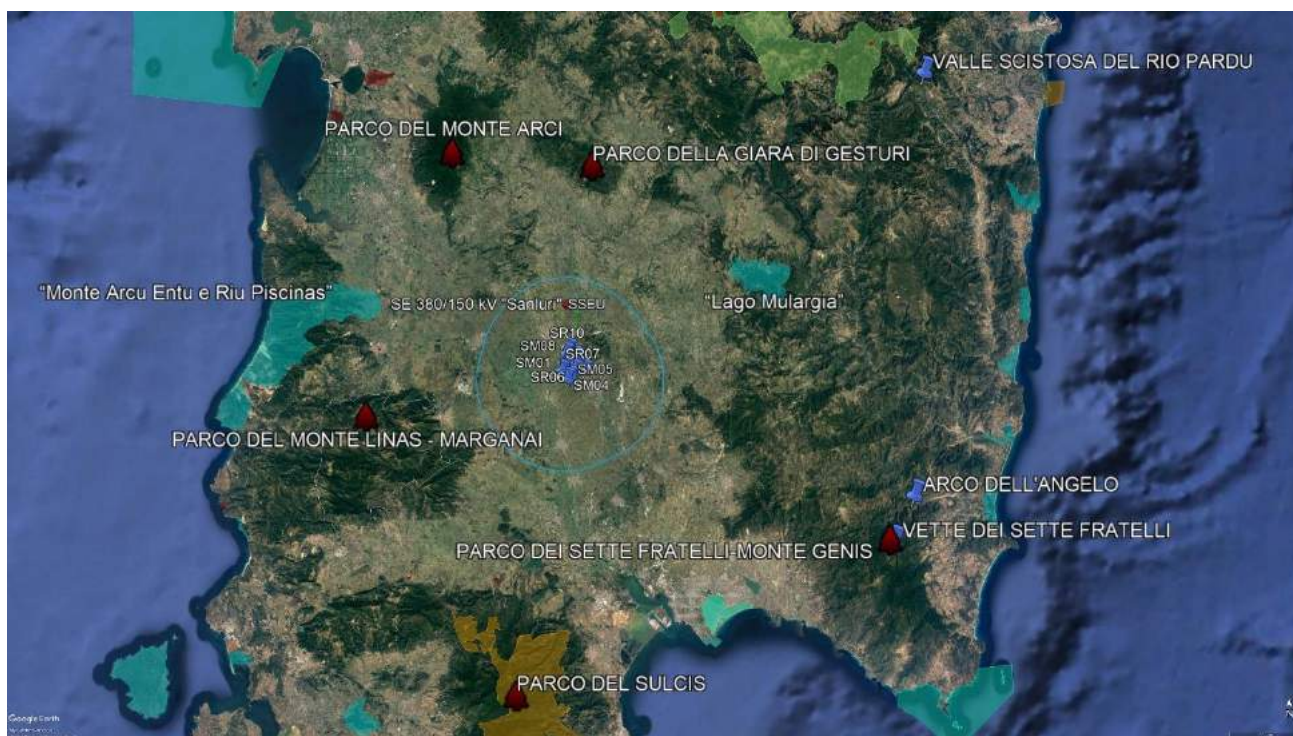 VALLE SCISTOSA DEL RIO PARDU
PARCO DEL MONTE ARCI
PARCO DELLA GIARA DI GESTURI
"Monte Arcu Entu e Riu Piscinas"
SE 380/150 kV "Sanluri" SSEU
"Lago Mulargia"
SR10
SM08
SR07
SM01
SM05
SR06
SM04
PARCO DEL MONTE LINAS - MARGANAI
ARCO DELL'ANGELO
VETTE DEI SETTE FRATELLI
PARCO DEI SETTE FRATELLI-MONTE GENIS
PARCO DEL SULCIS
Google Earth